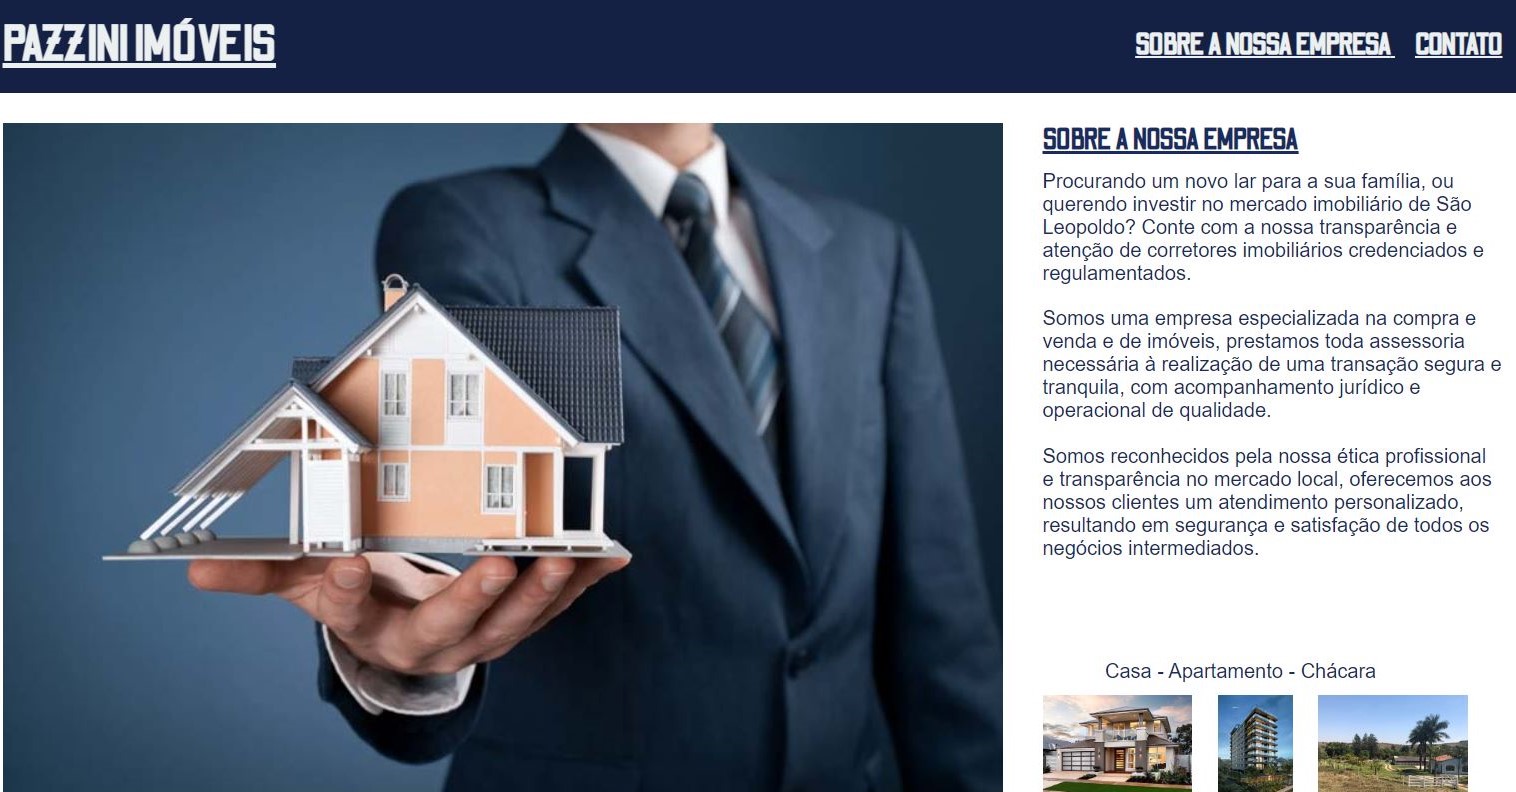 PAZZINI IMÓVEIS
SOBRE A NOSSA EMPRESA CONTATO
SOBRE A NOSSA EMPRESA
Procurando um novo lar para a sua família, ou
querendo investir no mercado imobiliário de São
Leopoldo? Conte com a nossa transparência e
atenção de corretores imobiliários credenciados e
regulamentados.
Somos uma empresa especializada na compra e
venda e de imóveis, prestamos toda assessoria
necessária à realização de uma transação segura e
tranquila, com acompanhamento jurídico e
operacional de qualidade.
Somos reconhecidos pela nossa ética profissional
e transparência no mercado local, oferecemos aos
nossos clientes um atendimento personalizado,
resultando em segurança e satisfação de todos os
negócios intermediados.
Casa - Apartamento - Chácara